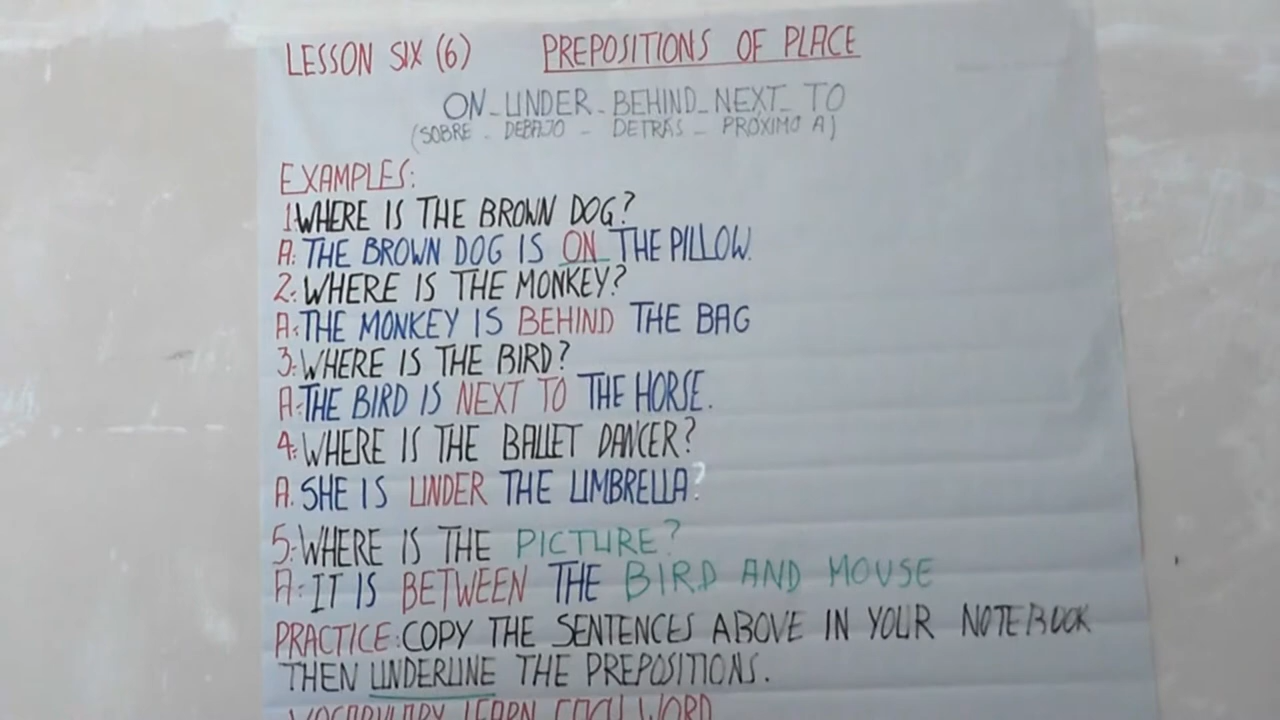 LESSON SIX (6) PREPOSITIONS OF PLACE
ON_UNDER_BEHIND_NEXT_TO
(SOBRE - DEBAJO - DETRÁS - PRÓXIMO A)
EXAMPLES:
1.WHERE IS THE BROWN DOG?
A: THE BROWN DOG IS ON THE PILLOW.
2: WHERE IS THE MONKEY?
A: THE MONKEY IS BEHIND THE BAG
3: WHERE IS THE BIRD?
A: THE BIRD IS NEXT TO THE HORSE.
4: WHERE IS THE BALLET DANCER?
A. SHE IS UNDER THE UMBRELLA?
5: WHERE IS THE PICTURE?
A: IT IS BETWEEN THE BIRD AND MOUSE
PRACTICE: COPY THE SENTENCES ABOVE IN YOUR NOTEBOOK
THEN UNDERLINE THE PREPOSITIONS.
VOCABULARY LEARN EACH WORD